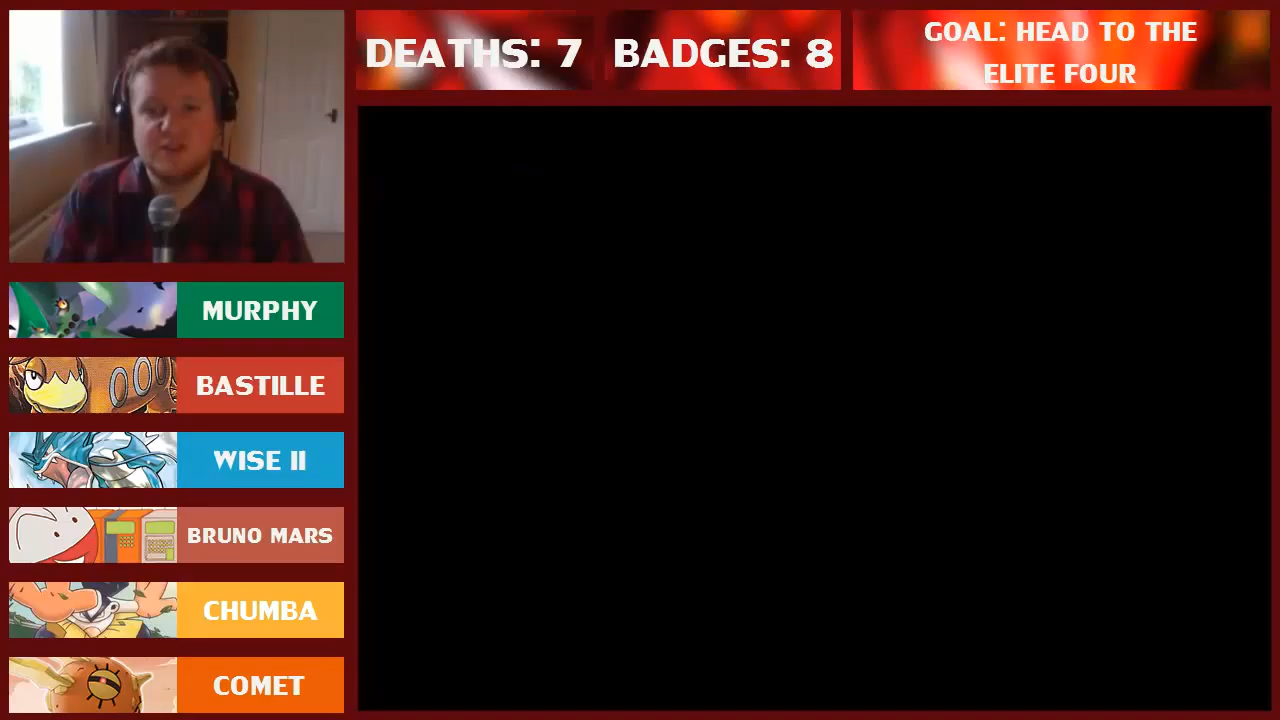 DEATHS: 7
BADGES: 8
GOAL: HEAD TO THE
ELITE FOUR
MURPHY
BASTILLE
WISE II
BRUNO MARS
CHUMBA
COMET